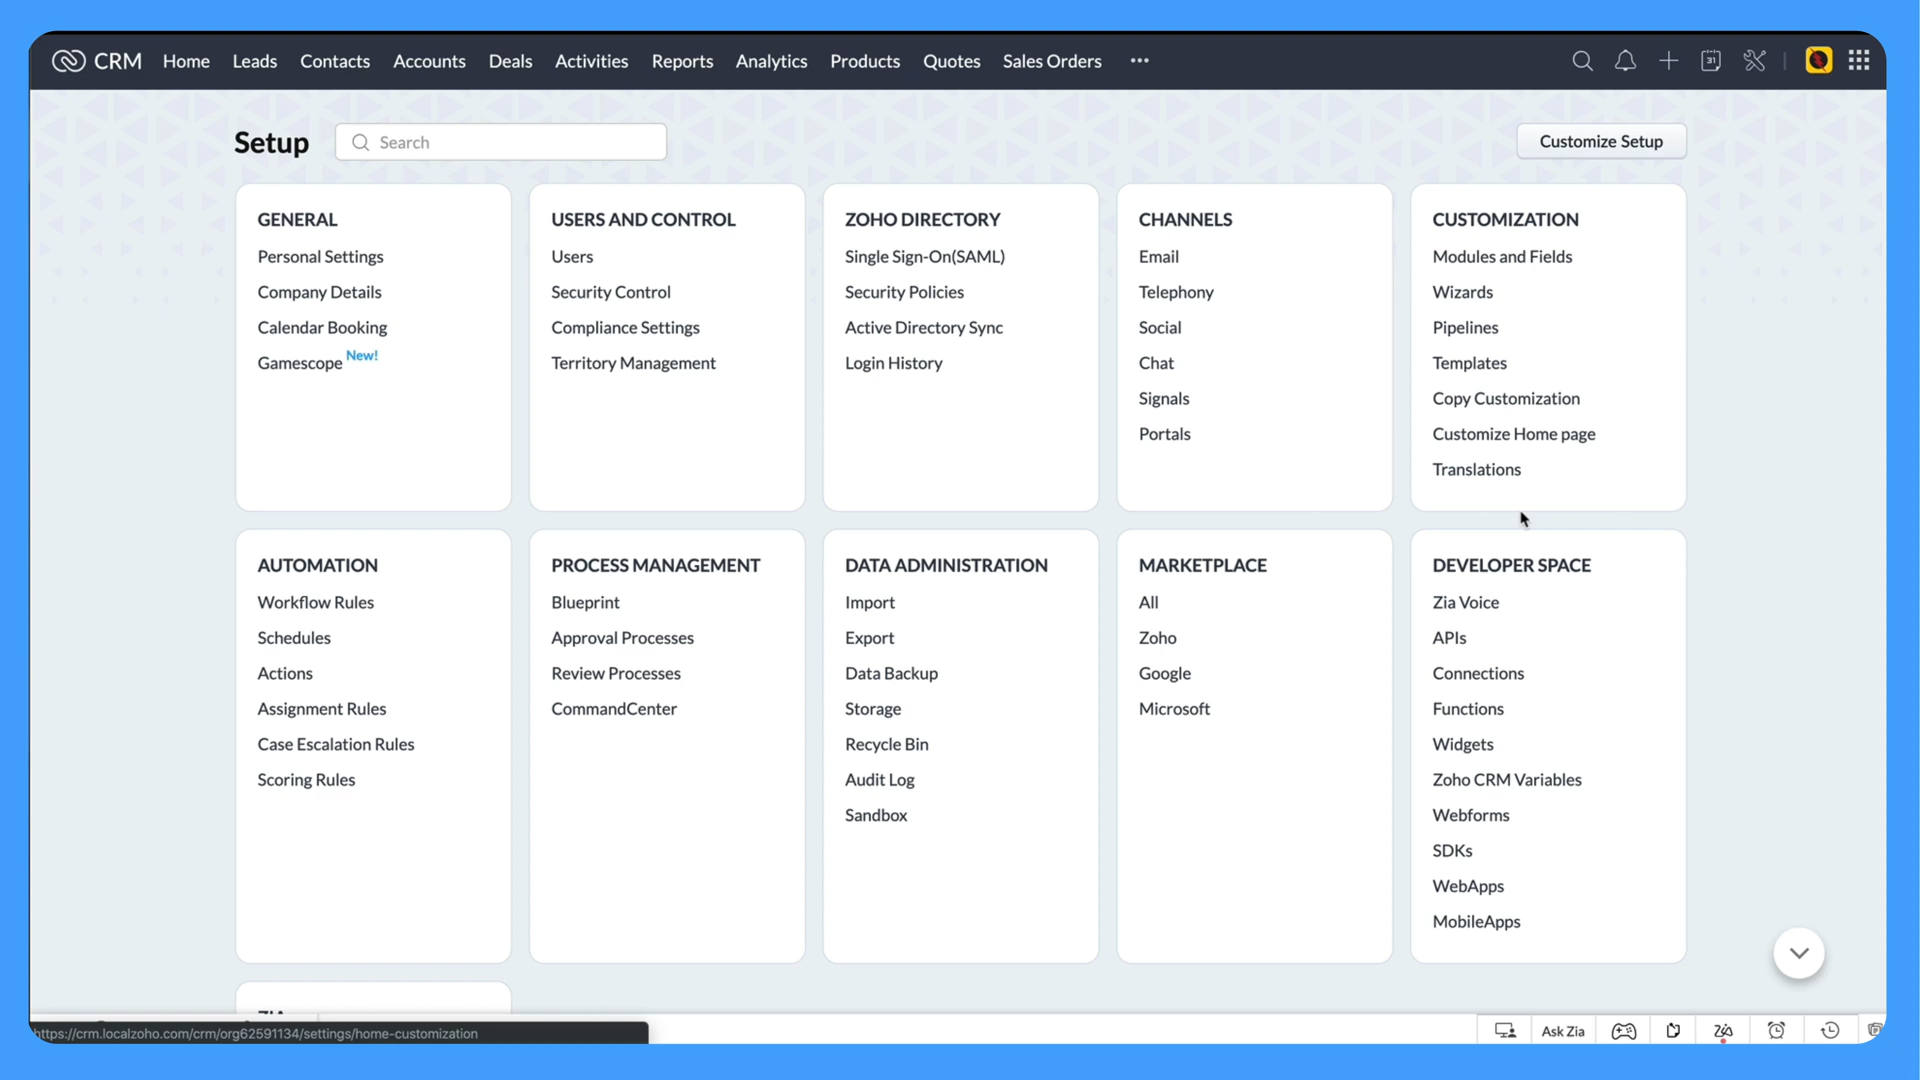 CRM Home Leads Contacts Accounts Deals Activities Reports Analytics Products Quotes Sales Orders ...
31
Setup
Search
Customize Setup
GENERAL
Personal Settings
Company Details
Calendar Booking
Gamescope New!
USERS AND CONTROL
Users
Security Control
Compliance Settings
Territory Management
ZOHO DIRECTORY
Single Sign-On(SAML)
Security Policies
Active Directory Sync
Login History
CHANNELS
Email
Telephony
Social
Chat
Signals
Portals
CUSTOMIZATION
Modules and Fields
Wizards
Pipelines
Templates
Copy Customization
Customize Home page
Translations
AUTOMATION
Workflow Rules
Schedules
Actions
Assignment Rules
Case Escalation Rules
Scoring Rules
PROCESS MANAGEMENT
Blueprint
Approval Processes
Review Processes
CommandCenter
DATA ADMINISTRATION
Import
Export
Data Backup
Storage
Recycle Bin
Audit Log
Sandbox
MARKETPLACE
All
Zoho
Google
Microsoft
DEVELOPER SPACE
Zia Voice
APIs
Connections
Functions
Widgets
Zoho CRM Variables
Webforms
SDKs
WebApps
MobileApps
ZIA
https://crm.localzoho.com/crm/org62591134/settings/home-customization
Ask Zia